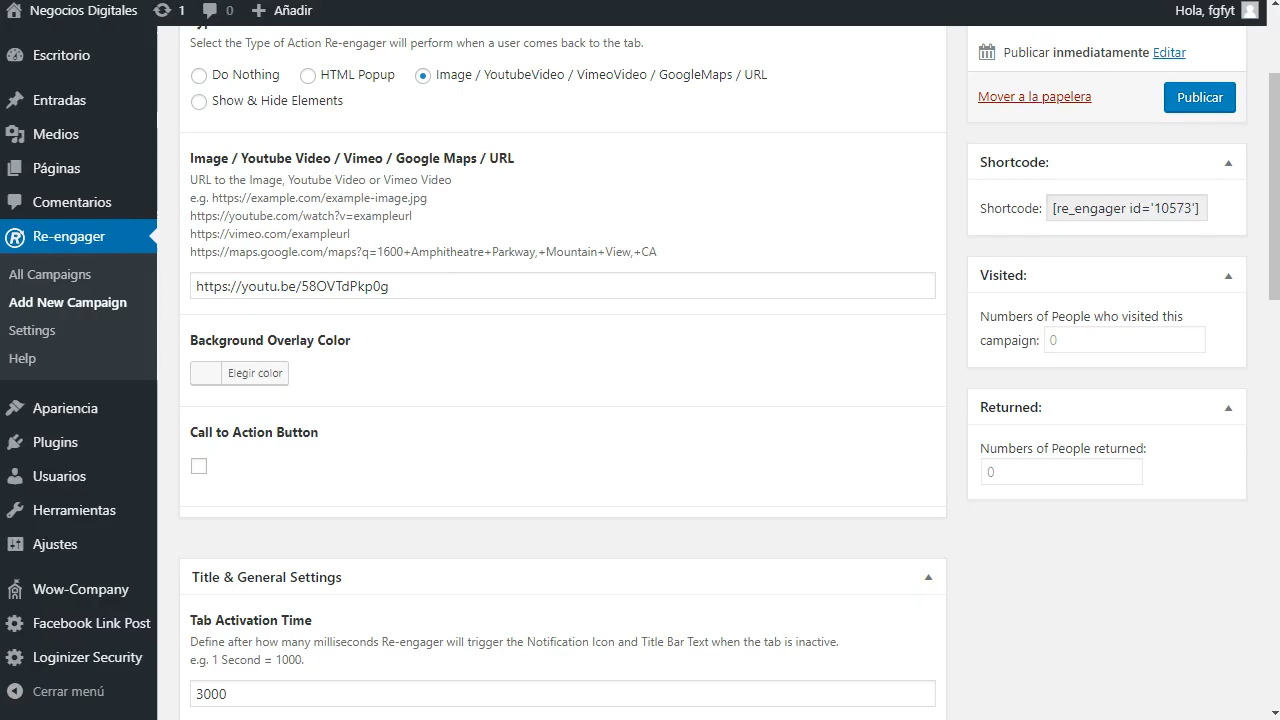 Negocios Digitales
1
0
Añadir
Hola, fgfyt
Escritorio
Entradas
Medios
Páginas
Comentarios
Re-engager
All Campaigns
Add New Campaign
Settings
Help
Apariencia
Plugins
Usuarios
Herramientas
Ajustes
Wow-Company
Facebook Link Post
Loginizer Security
Cerrar menú
Select the Type of Action Re-engager will perform when a user comes back to the tab.
Do Nothing
HTML Popup
Image / YoutubeVideo / VimeoVideo / GoogleMaps / URL
Show & Hide Elements
Image / Youtube Video / Vimeo / Google Maps / URL
URL to the Image, Youtube Video or Vimeo Video
e.g. https://example.com/example-image.jpg
https://youtube.com/watch?v=exampleurl
https://vimeo.com/exampleurl
https://maps.google.com/maps?q=1600+Amphitheatre+Parkway,+Mountain+View,+CA
https://youtu.be/58OVTdPkp0g
Background Overlay Color
Elegir color
Call to Action Button
Title & General Settings
Tab Activation Time
Define after how many milliseconds Re-engager will trigger the Notification Icon and Title Bar Text when the tab is inactive.
e.g. 1 Second = 1000.
3000
Publicar inmediatamente Editar
Mover a la papelera
Publicar
Shortcode:
Shortcode: [re_engager id='10573']
Visited:
Numbers of People who visited this
campaign: 0
Returned:
Numbers of People returned:
0